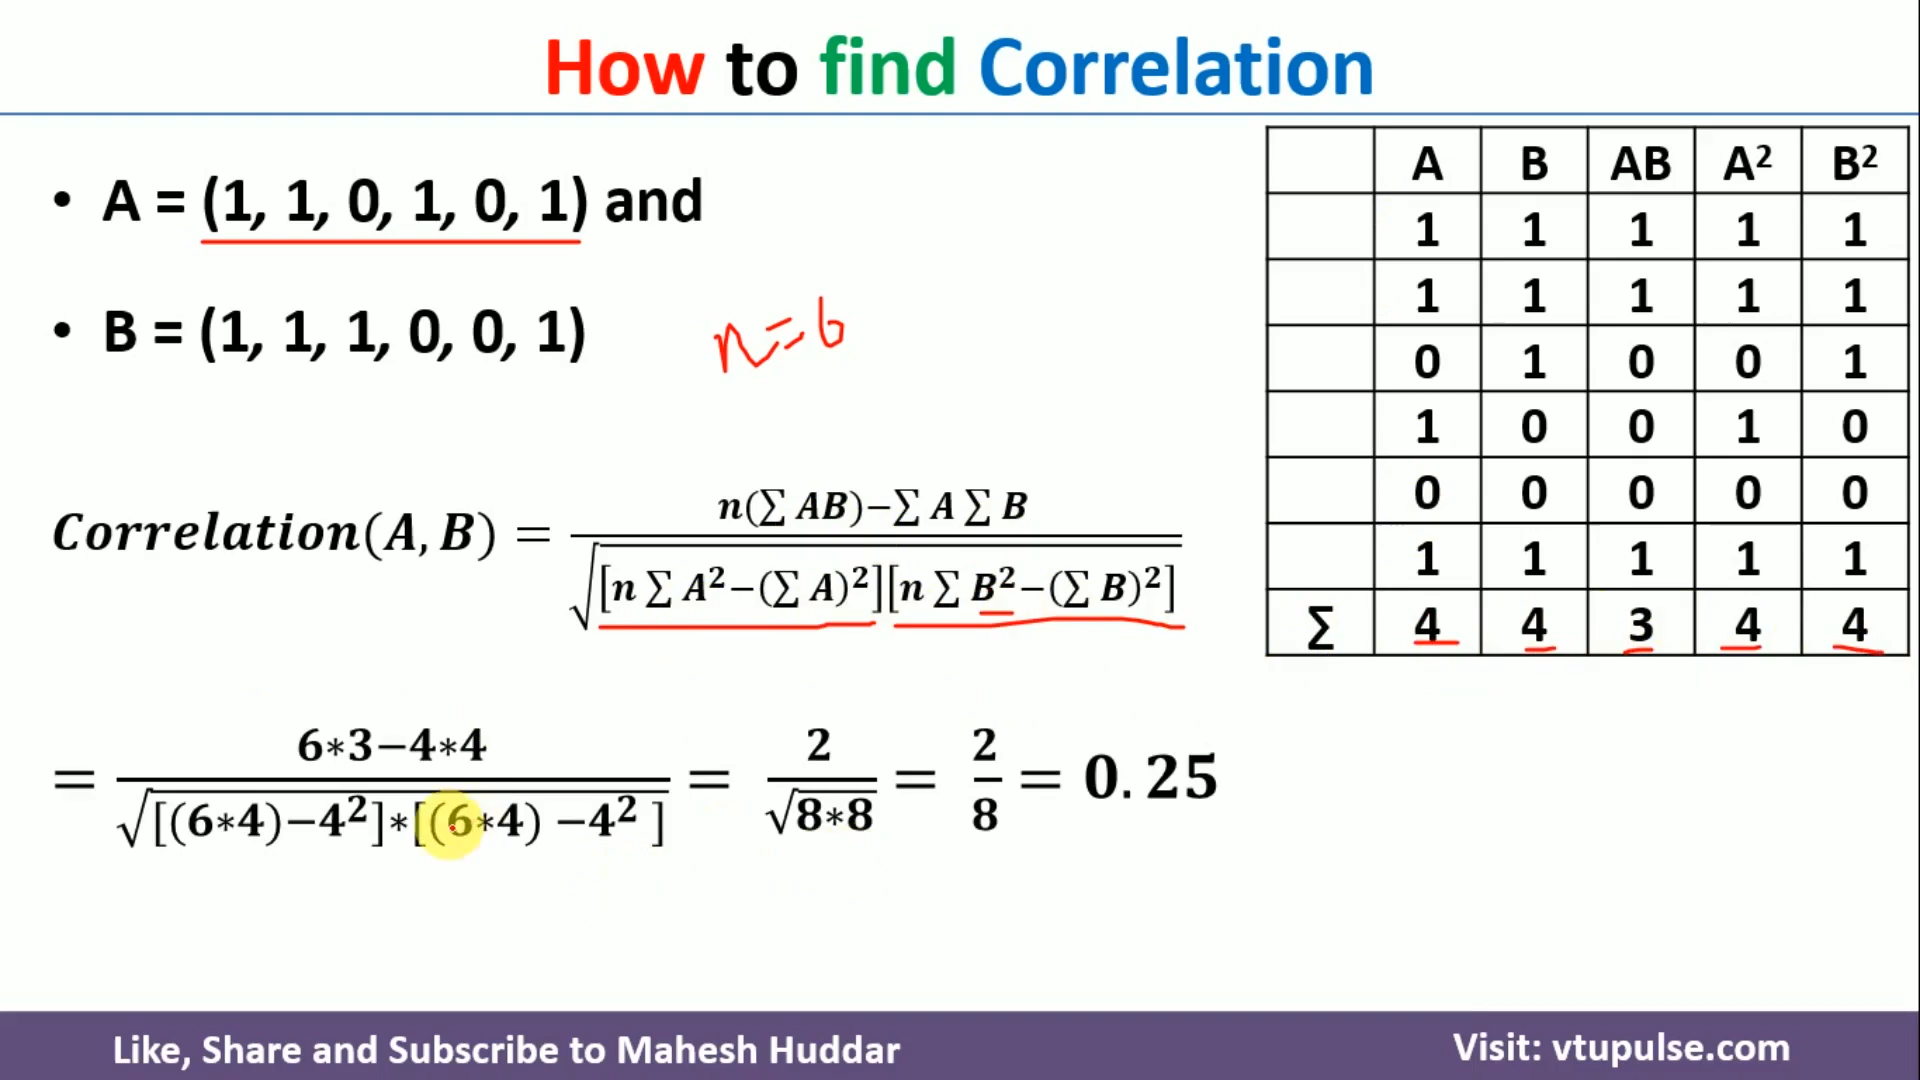 How to find Correlation
• A = (1, 1, 0, 1, 0, 1) and
• B = (1, 1, 1, 0, 0, 1)
n=6
Correlation(A, B) = n(∑ AB)−∑ A ∑ B / √[n ∑ A²−(∑ A)²][n ∑ B²−(∑ B)²]
= 6∗3−4∗4 / √[(6∗4)−4²]∗[(6∗4) −4² ] = 2 / √8∗8 = 2 / 8 = 0.25
A B AB A² B²
1 1 1 1 1
1 1 1 1 1
0 1 0 0 1
1 0 0 1 0
0 0 0 0 0
1 1 1 1 1
∑ 4 4 3 4 4
Like, Share and Subscribe to Mahesh Huddar
Visit: vtupulse.com